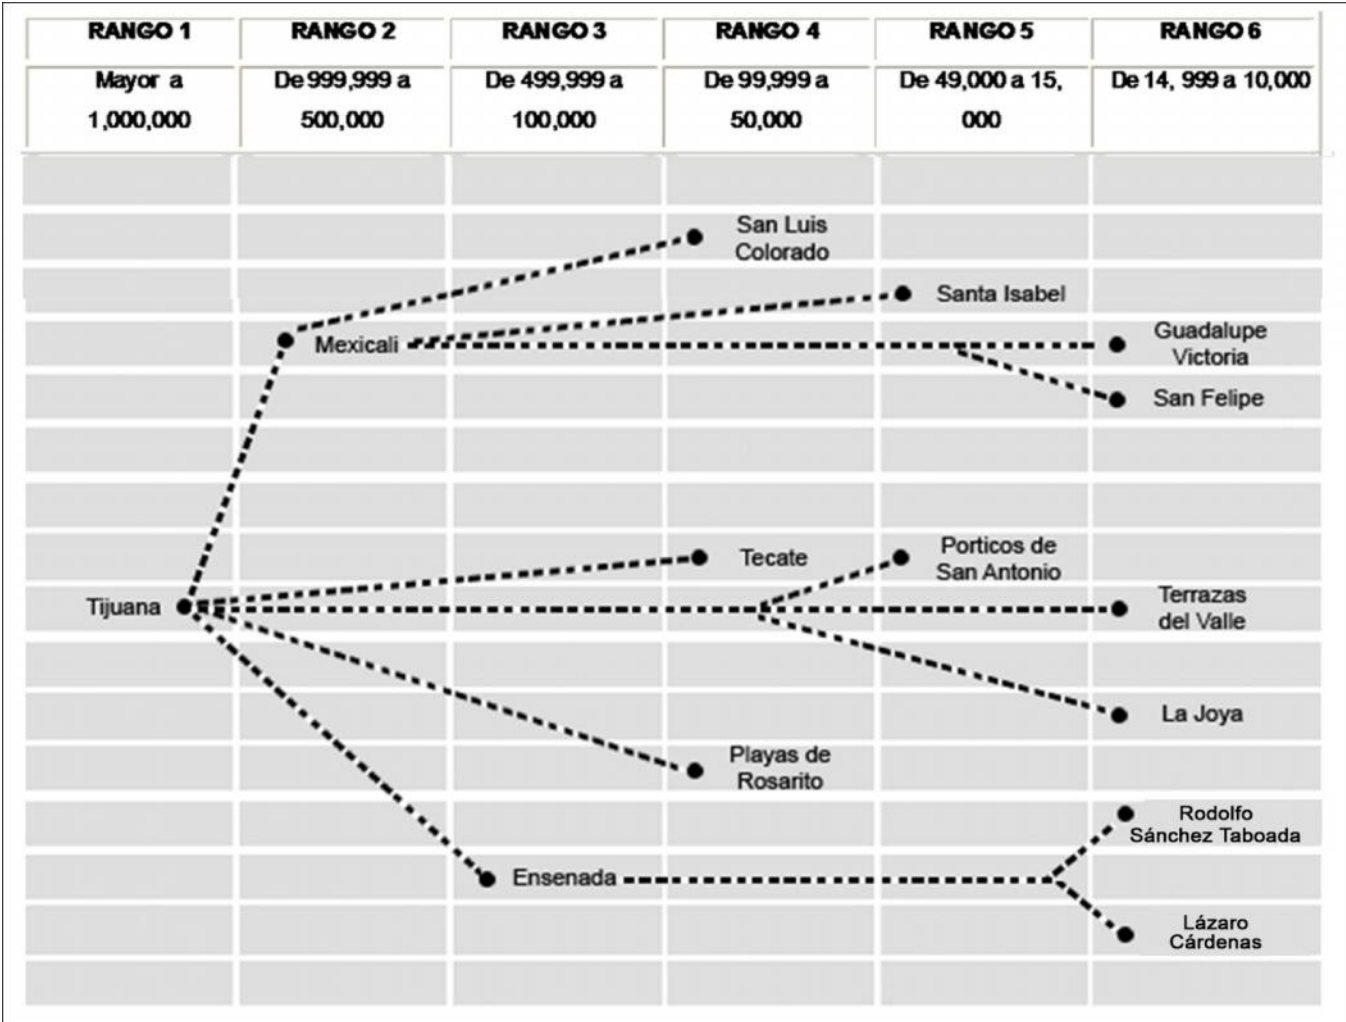 RANGO 1 RANGO 2 RANGO 3 RANGO 4 RANGO 5 RANGO 6
Mayor a De 999,999 a De 499,999 a De 99,999 a De 49,000 a 15, De 14, 999 a 10,000
1,000,000 500,000 100,000 50,000 000
San Luis
Colorado
Santa Isabel
Mexicali
Guadalupe
Victoria
San Felipe
Tecate
Porticos de
San Antonio
Tijuana
Terrazas
del Valle
La Joya
Playas de
Rosarito
Rodolfo
Sánchez Taboada
Ensenada
Lázaro
Cárdenas